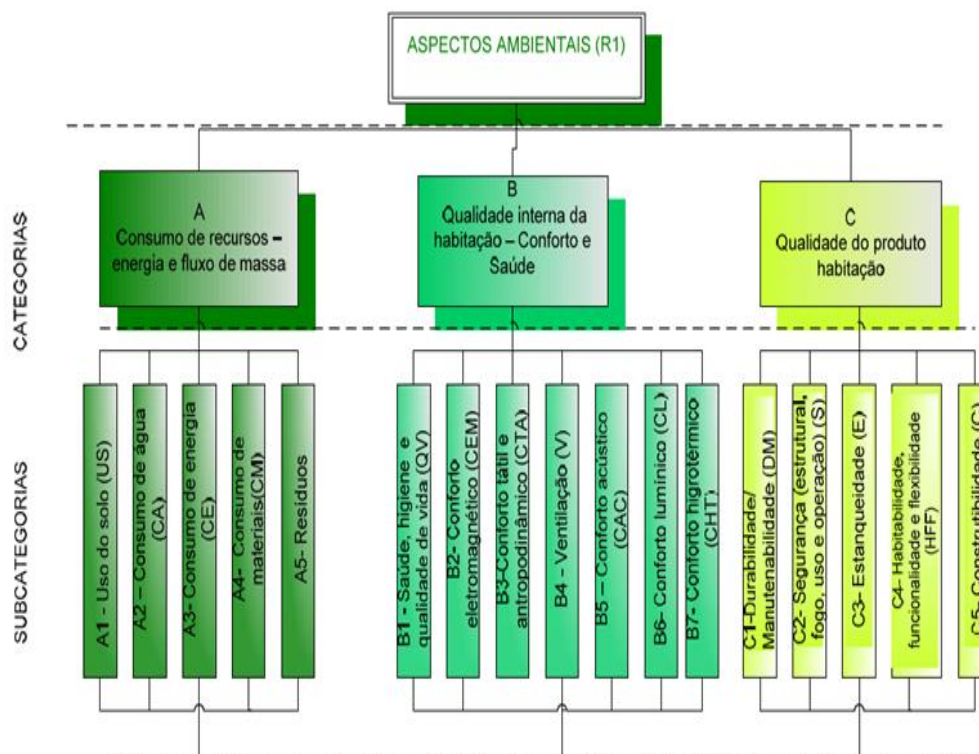 ASPECTOS AMBIENTAIS (R1)
CATEGORIAS
A
Consumo de recursos –
energia e fluxo de massa
B
Qualidade interna da
habitação – Conforto e
Saúde
C
Qualidade do produto
habitação
SUBCATEGORIAS
A1 - Uso do solo (US)
A2 – Consumo de água
(CA)
A3- Consumo de energia
(CE)
A4- Consumo de
materiais(CM)
A5- Resíduos
B1 - Saúde, higiene e
qualidade de vida (QV)
B2- Conforto
eletromagnético (CEM)
B3-Conforto tátil e
antropodinâmico (CTA)
B4 - Ventilação (V)
B5 – Conforto acústico
(CAC)
B6- Conforto lumínico (CL)
B7- Conforto higrotérmico
(CHT)
C1-Durabilidade/
Manutenabilidade (DM)
C2- Segurança (estrutural,
fogo, uso e operação) (S)
C3- Estanqueidade (E)
C4- Habitabilidade,
funcionalidade e flexibilidade
(HFF)
C5- Construtibilidade (C)